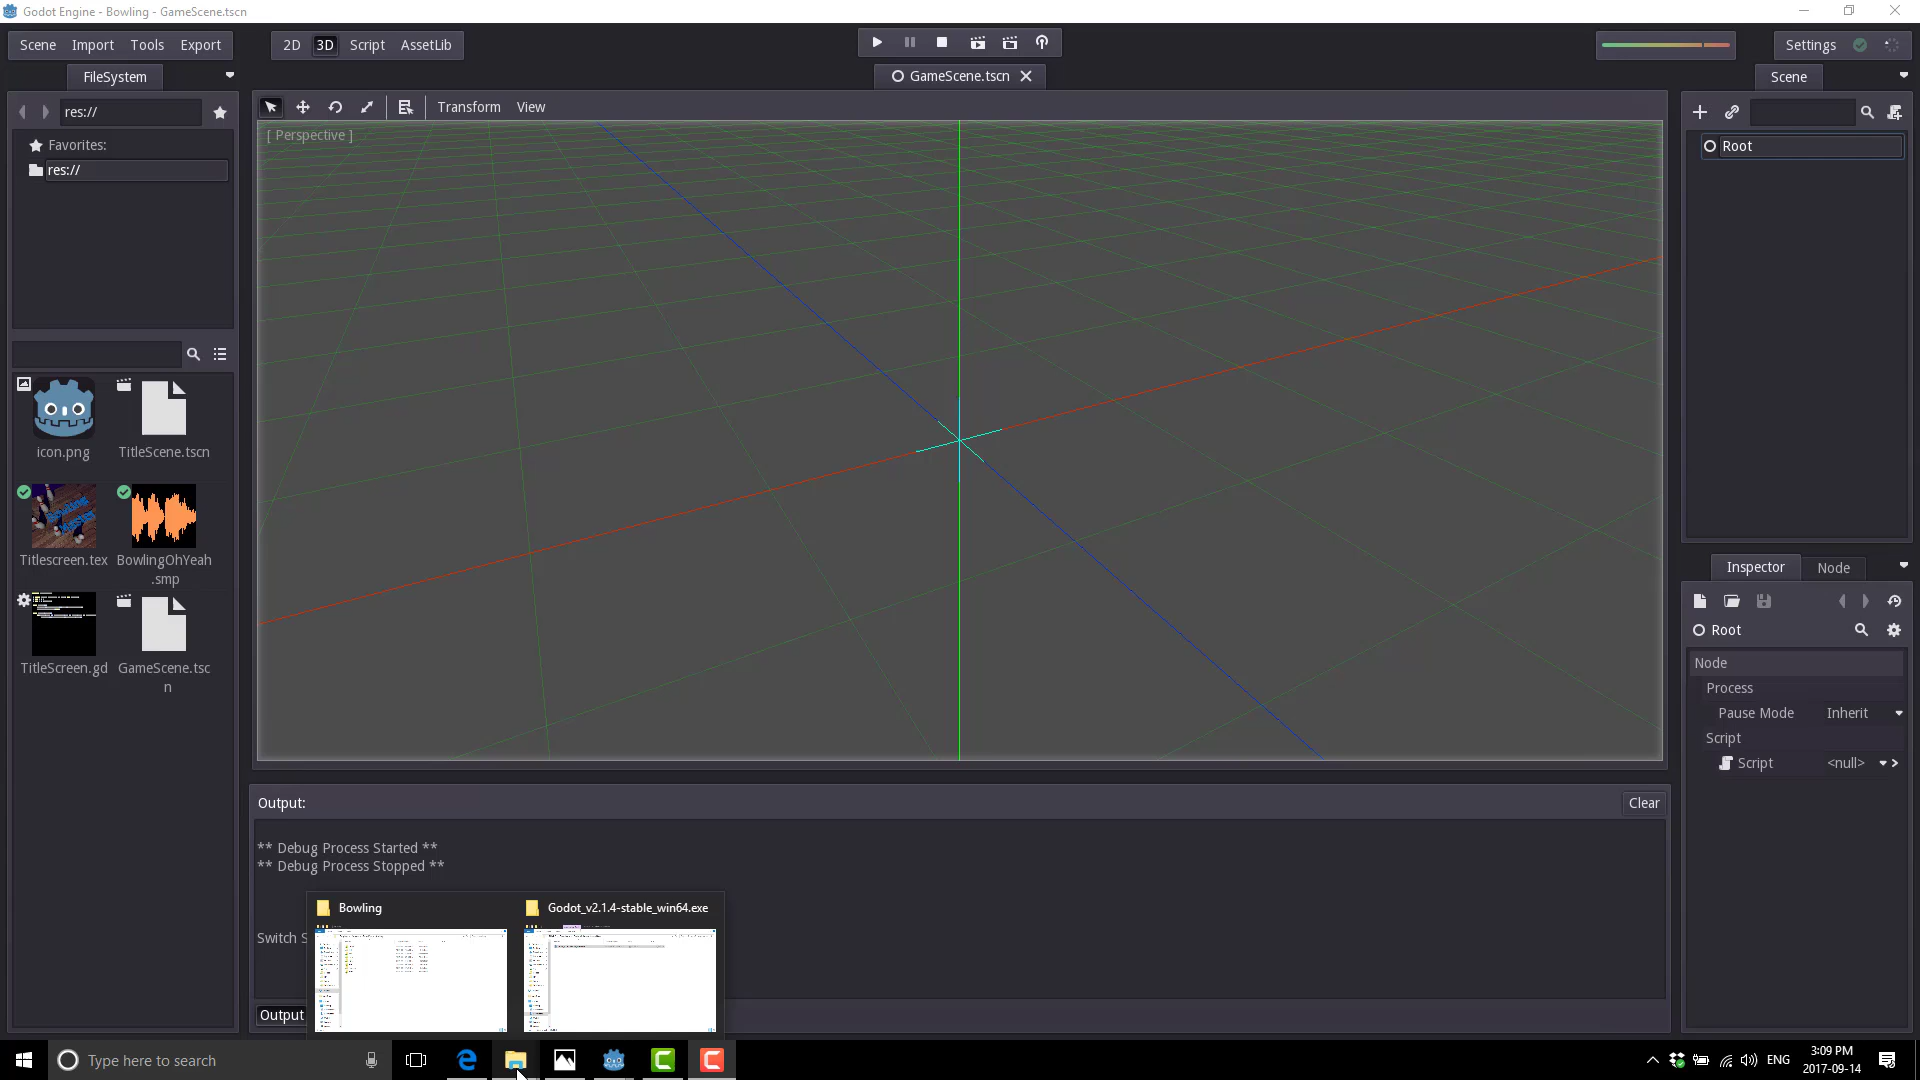 Godot Engine - Bowling - GameScene.tscn
Scene Import Tools Export
2D 3D Script AssetLib
Settings
FileSystem
GameScene.tscn
Scene
res://
Transform View
[ Perspective ]
Favorites:
res://
Root
icon.png
TitleScene.tscn
Titlescreen.tex
BowlingOhYeah
.smp
TitleScreen.gd
GameScene.tsc
n
Inspector Node
Root
Node
Process
Pause Mode Inherit
Script
Script <null>
Output:
Clear
** Debug Process Started **
** Debug Process Stopped **
Switch S
Output
Bowling
Godot_v2.1.4-stable_win64.exe
Type here to search
ENG
3:09 PM
2017-09-14